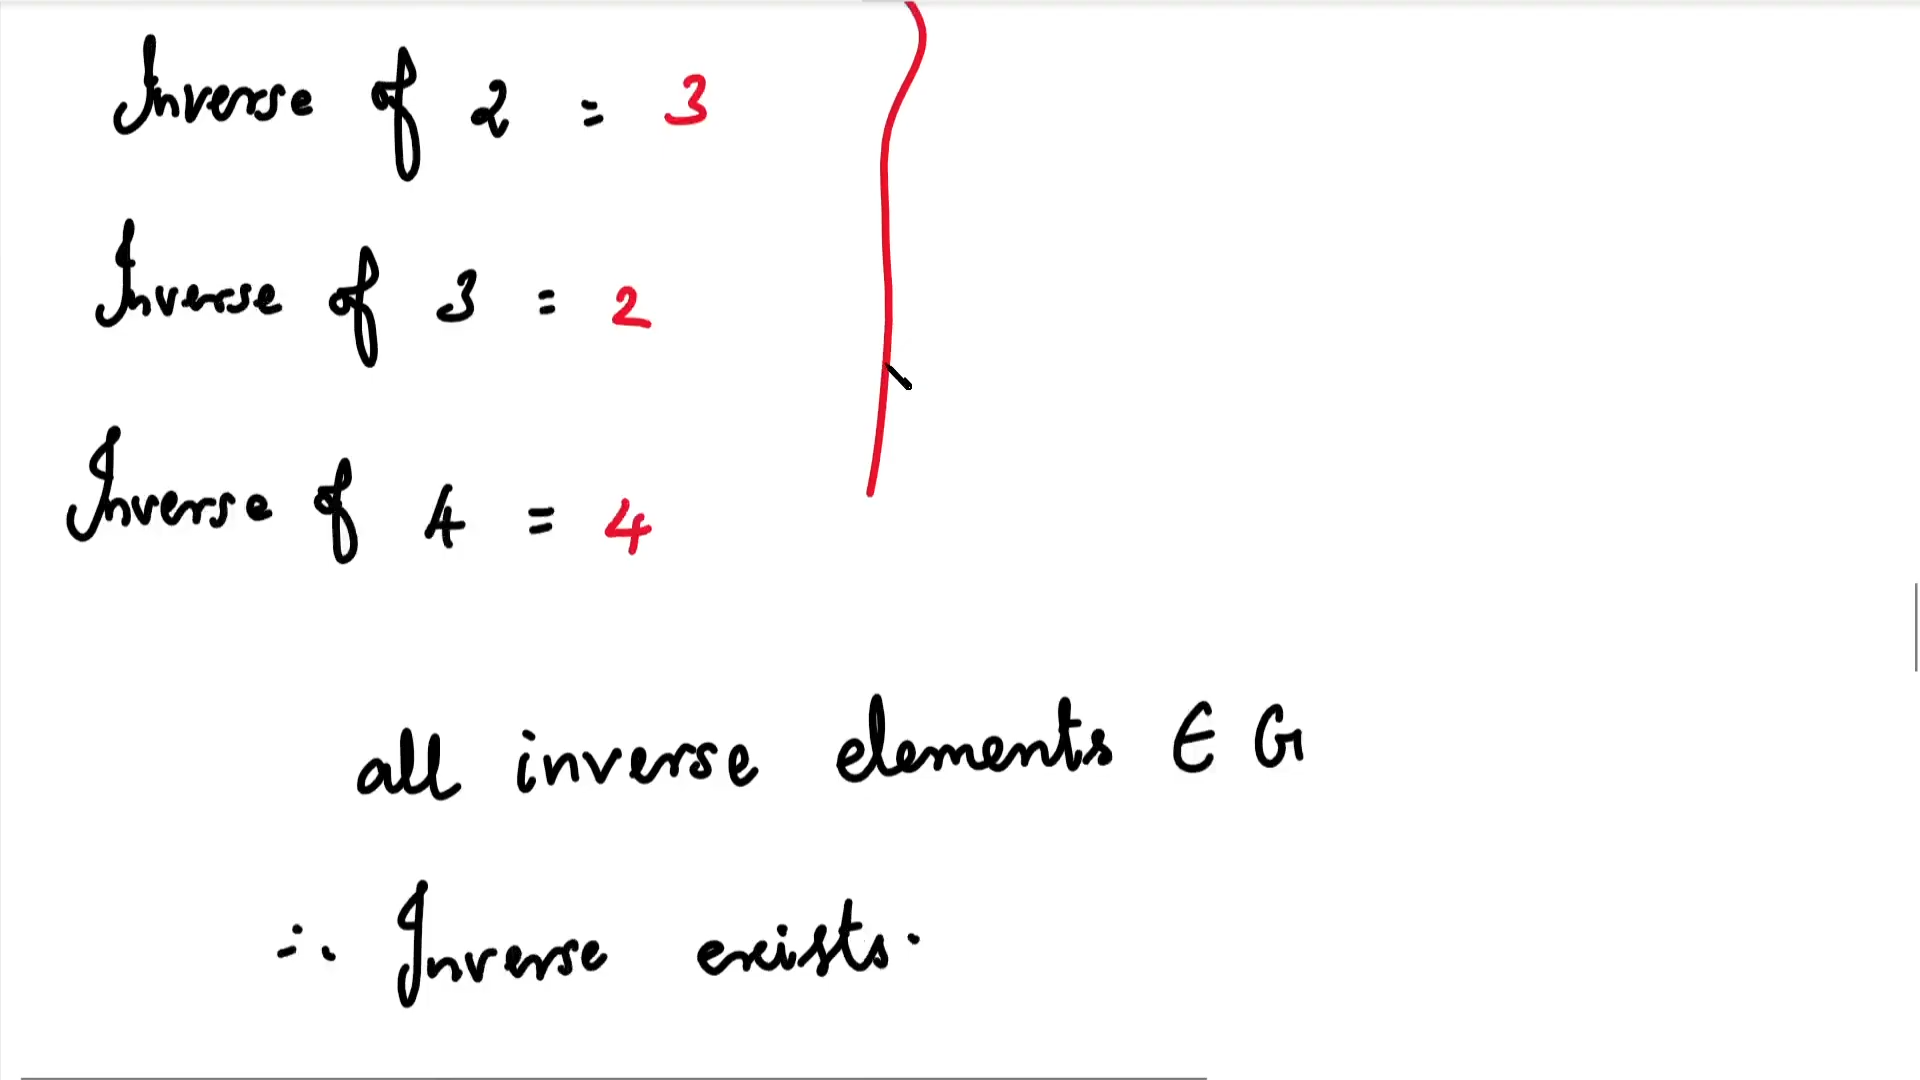 Inverse of 2 = 3
Inverse of 3 = 2
Inverse of 4 = 4
all inverse elements ∈ G
∴ Inverse exists.